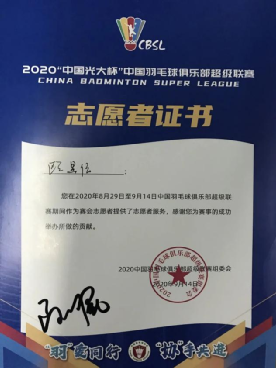 CBSL
2020“中国光大杯”中国羽毛球俱乐部超级联赛
CHINA BADMINTON SUPER LEAGUE
志愿者证书
您在2020年8月29日至9月14日中国羽毛球俱乐部超级联
赛期间作为赛会志愿者提供了志愿者服务，感谢您为赛事的成功
举办所做的贡献。
2020中国羽毛球俱乐部超级联赛组委会
2020年9月14日